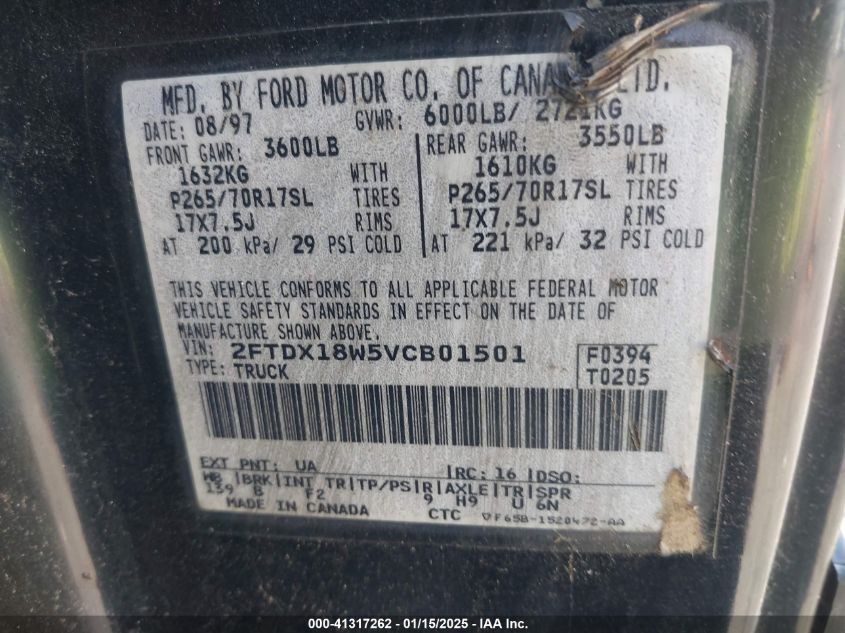 MFD. BY FORD MOTOR CO. OF CANA LTD.
DATE: 08/97 GVWR: 6000LB/ 2721KG
FRONT GAWR: 3600LB REAR GAWR: 3550LB
1632KG WITH 1610KG WITH
P265/70R17SL TIRES P265/70R17SL TIRES
17X7.5J RIMS 17X7.5J RIMS
AT 200 kPa/ 29 PSI COLD AT 221 kPa/ 32 PSI COLD
THIS VEHICLE CONFORMS TO ALL APPLICABLE FEDERAL MOTOR
VEHICLE SAFETY STANDARDS IN EFFECT ON THE DATE OF
MANUFACTURE SHOWN ABOVE.
VIN: 2FTDX18W5VCB01501 F0394
TYPE: TRUCK T0205
EXT PNT: UA RC: 16 DSO:
WB BRK INT TR TP/PS R AXLE TR SPR
139 B F2 9 H9 U 6N
MADE IN CANADA CTC F65B-1520472-AA
000-41317262 - 01/15/2025 - IAA Inc.